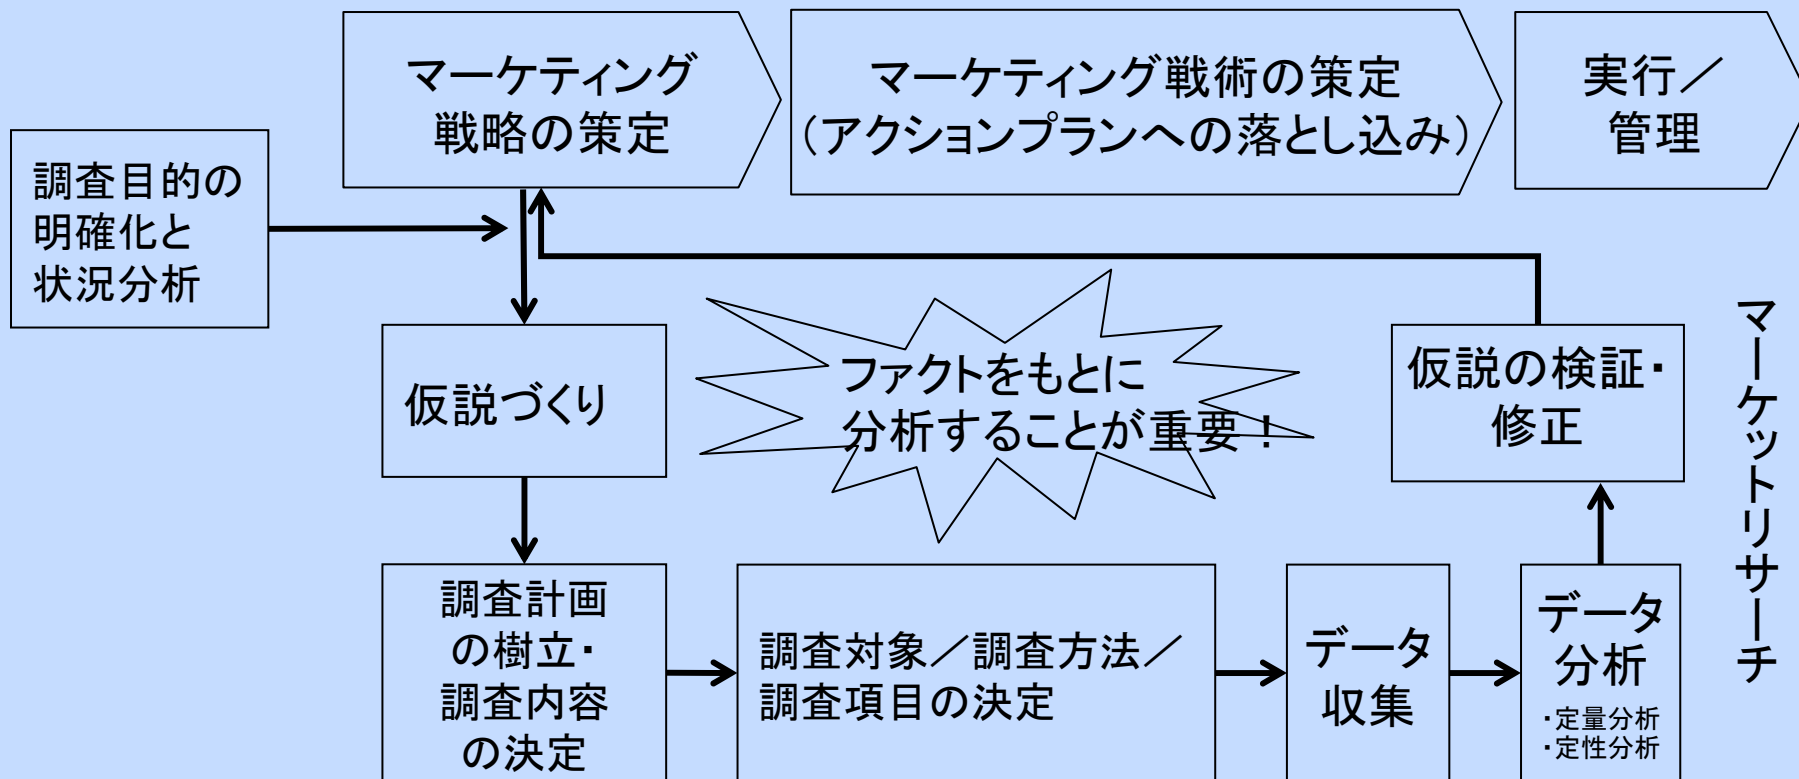 マーケティング
戦略の策定
マーケティング戦術の策定
（アクションプランへの落とし込み）
実行／
管理
調査目的の
明確化と
状況分析
仮説づくり
ファクトをもとに
分析することが重要！
仮説の検証・
修正
マーケットリサーチ
調査計画
の樹立・
調査内容
の決定
調査対象／調査方法／
調査項目の決定
データ
収集
データ
分析
・定量分析
・定性分析